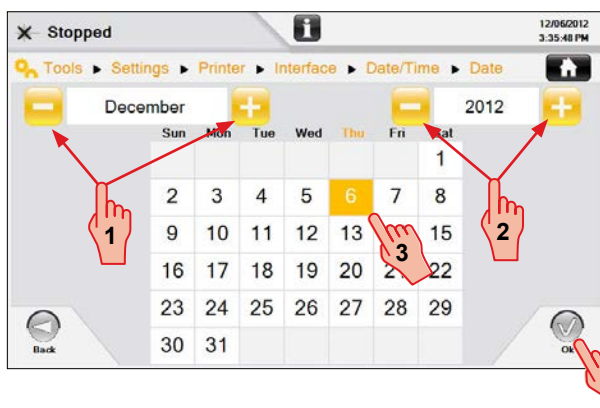 Stopped
12/06/2012
3:35:48 PM
Tools ► Settings ► Printer ► Interface ► Date/Time ► Date
December
2012
Sun Mon Tue Wed Thu Fri Sat
1
2 3 4 5 6 7 8
9 10 11 12 13 15
16 17 18 19 20 21 22
23 24 25 26 27 28 29
30 31
1
2
3
Back
Ok